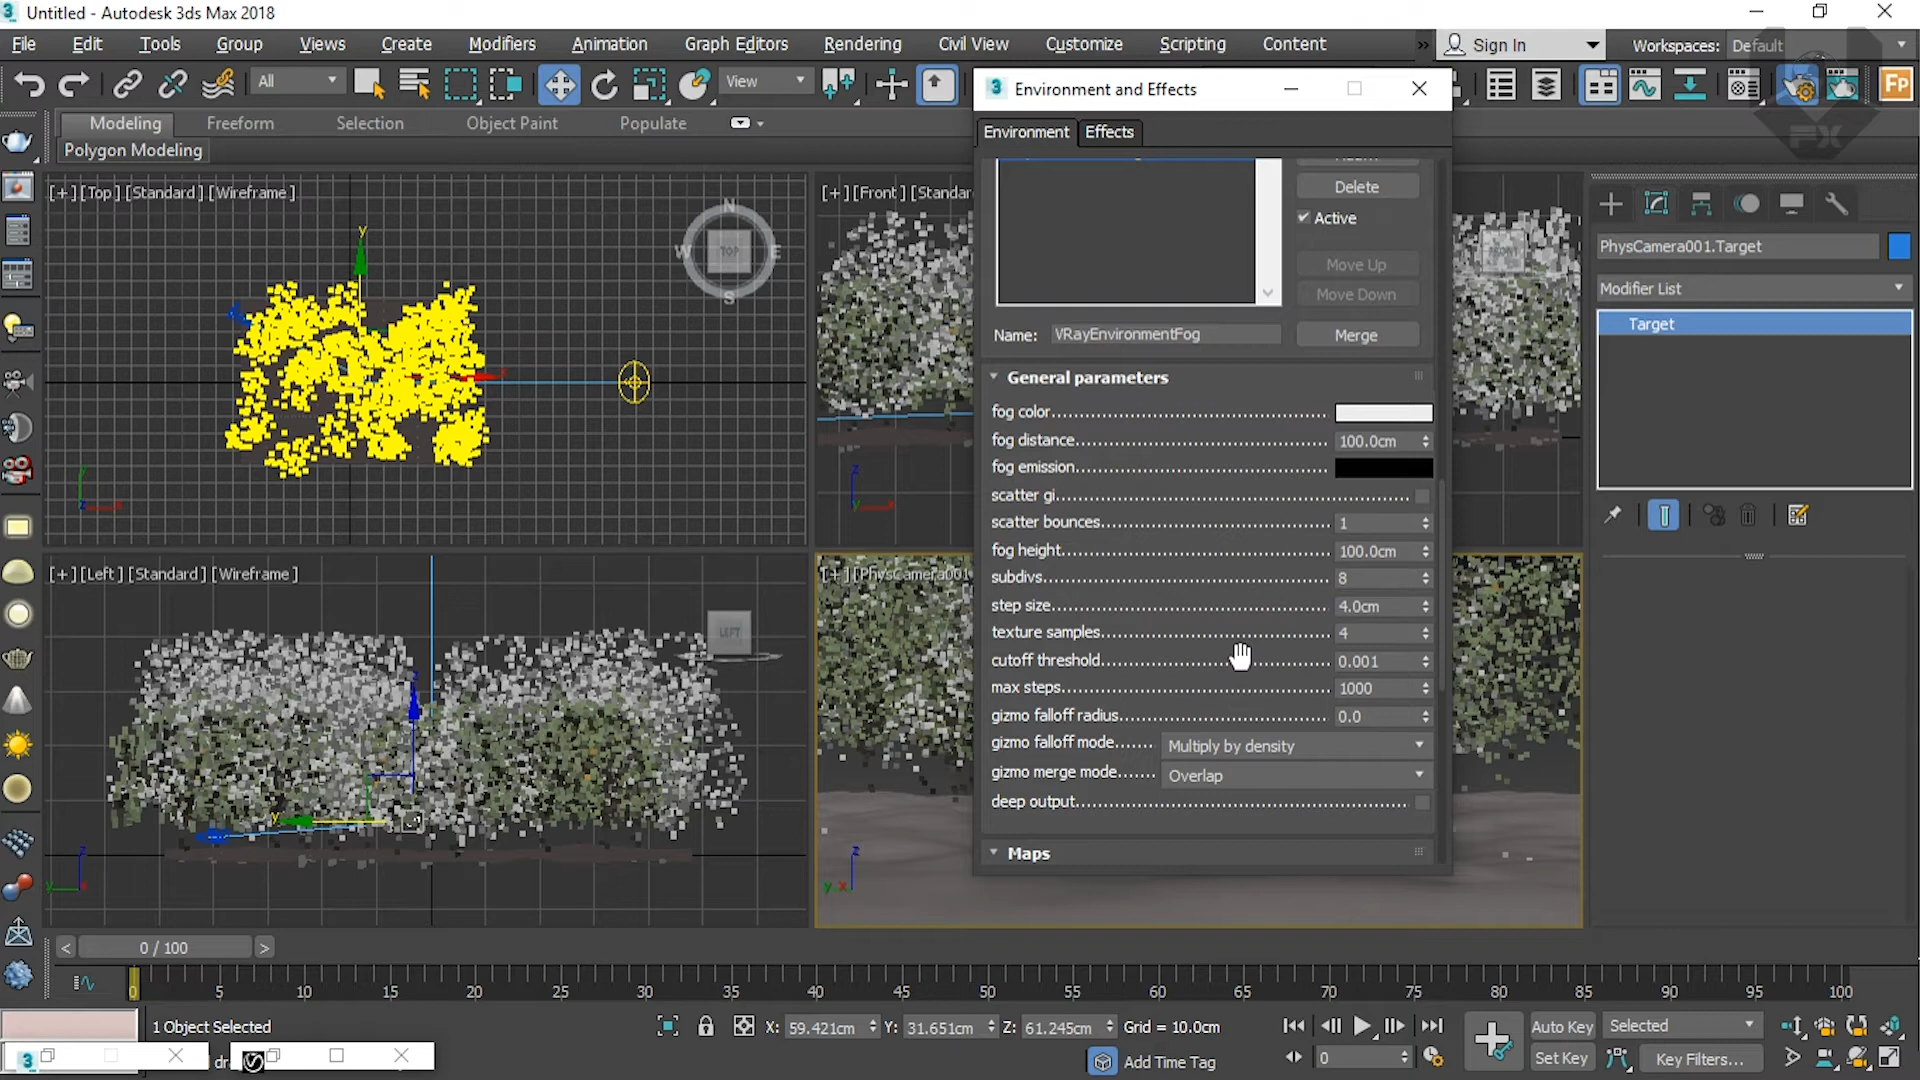 Untitled - Autodesk 3ds Max 2018
File Edit Tools Group Views Create Modifiers Animation Graph Editors Rendering Civil View Customize Scripting Content » Sign In Workspaces: Default
All View Fp
Environment and Effects
Modeling Freeform Selection Object Paint Populate
Polygon Modeling
Environment Effects
Delete
Active
Move Up
Move Down
Name: VRayEnvironmentFog Merge
General parameters
fog color
fog distance 100.0cm
fog emission
scatter gi
scatter bounces 1
fog height 100.0cm
subdivs 8
step size 4.0cm
texture samples 4
cutoff threshold 0.001
max steps 1000
gizmo falloff radius 0.0
gizmo falloff mode Multiply by density
gizmo merge mode Overlap
deep output
Maps
[+] [Top] [Standard] [Wireframe]
N
W TOP E
S
y
x
[+] [Front] [Standar
FRONT
[+] [Left] [Standard] [Wireframe]
LEFT
[+] [PhysCamera001
PhysCamera001.Target
Modifier List
Target
< 0 / 100 >
0 5 10 15 20 25 30 35 40 45 50 55 60 65 70 75 80 85 90 95 100
1 Object Selected X: 59.421cm Y: 31.651cm Z: 61.245cm Grid = 10.0cm
Auto Key Selected
dr
Add Time Tag 0 Set Key Key Filters...
FX